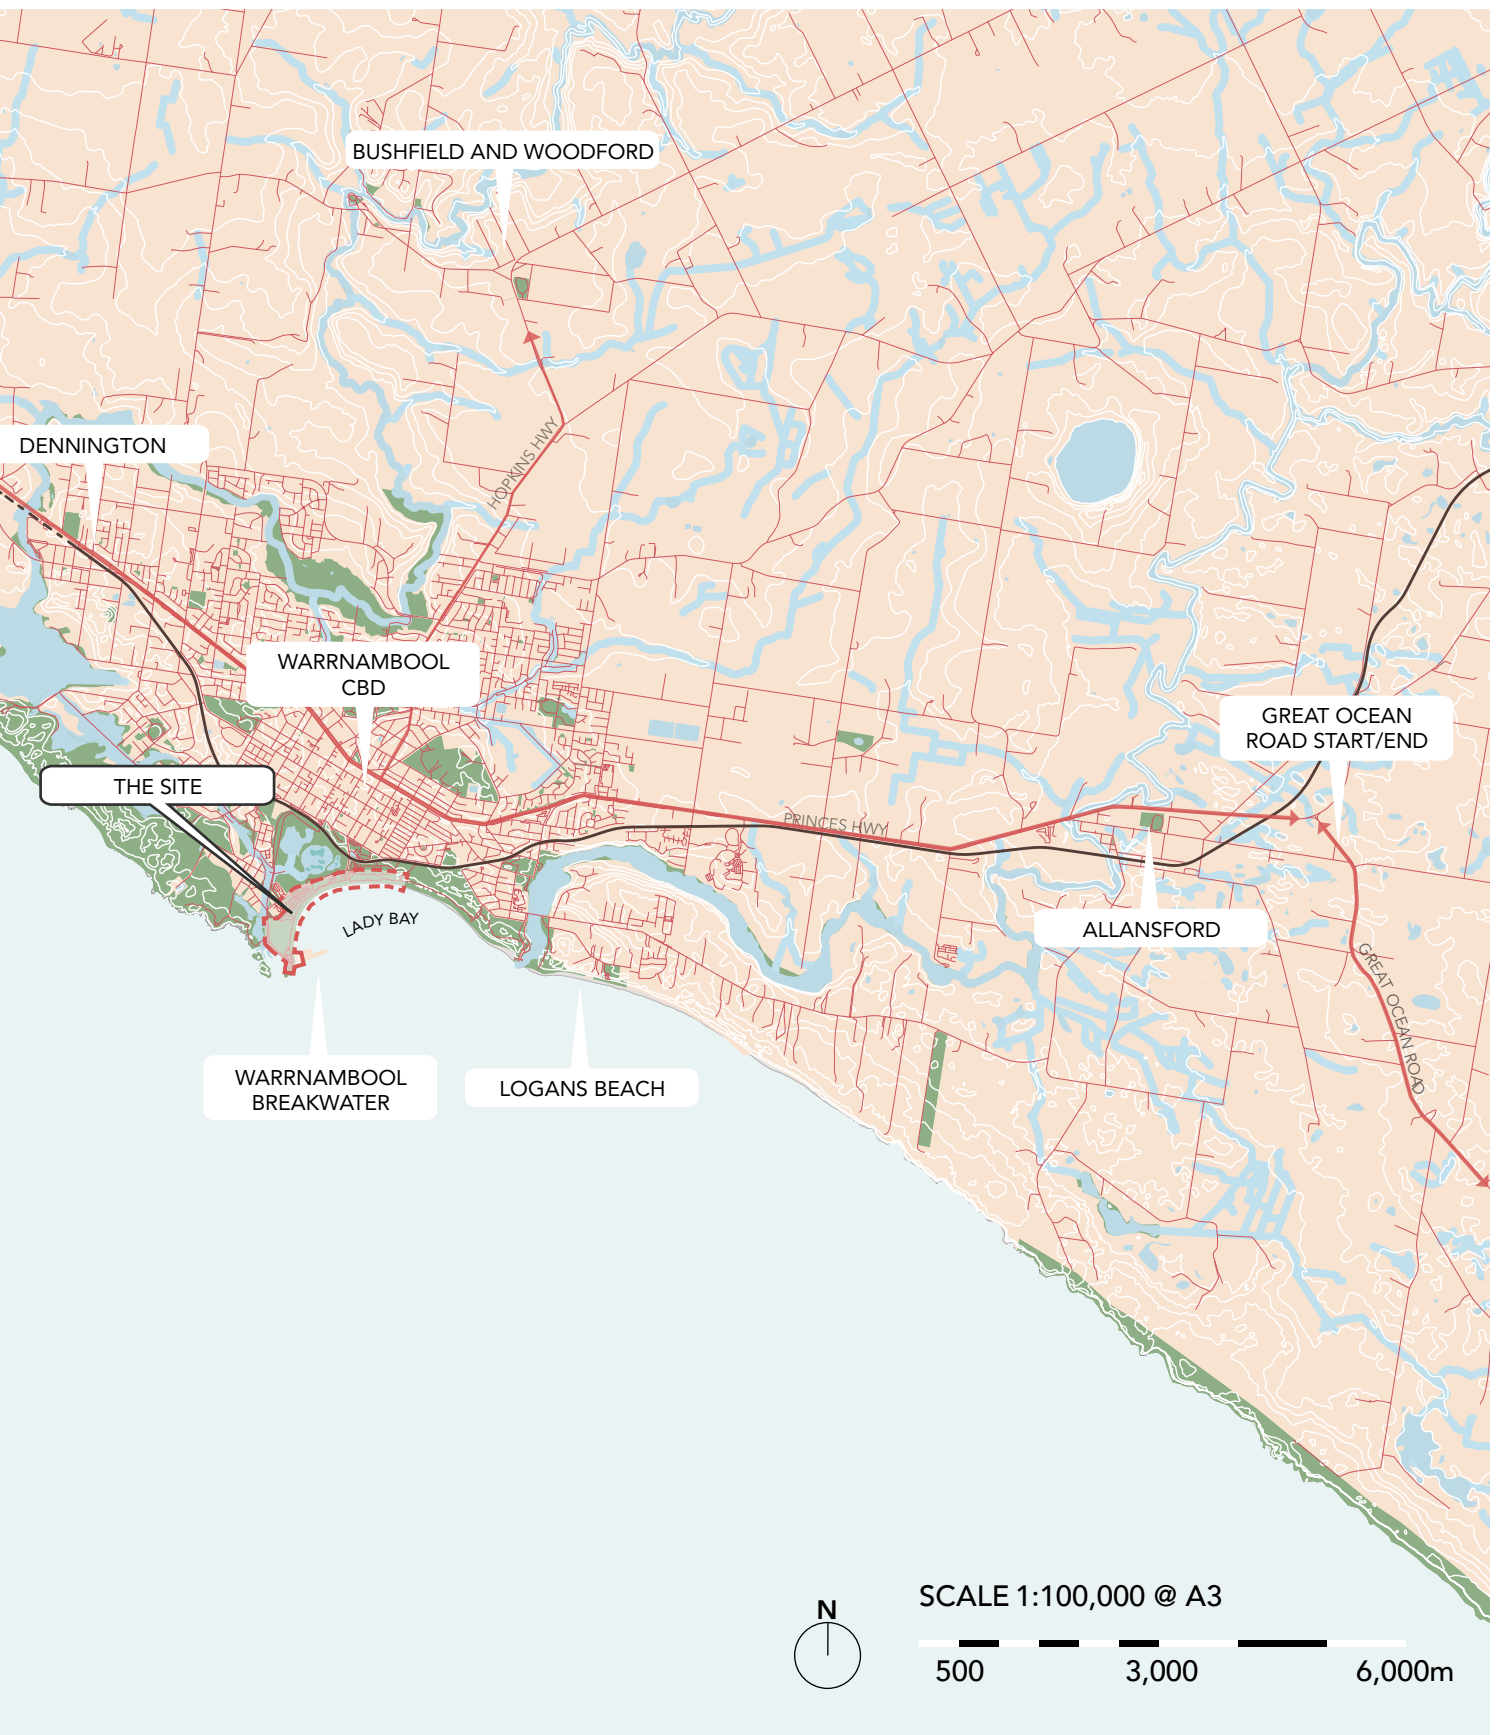 BUSHFIELD AND WOODFORD
DENNINGTON
HOPKINS HWY
WARRNAMBOOL
CBD
GREAT OCEAN
ROAD START/END
THE SITE
PRINCES HWY
LADY BAY
ALLANSFORD
GREAT OCEAN ROAD
WARRNAMBOOL
BREAKWATER
LOGANS BEACH
SCALE 1:100,000 @ A3
N
500
3,000
6,000m